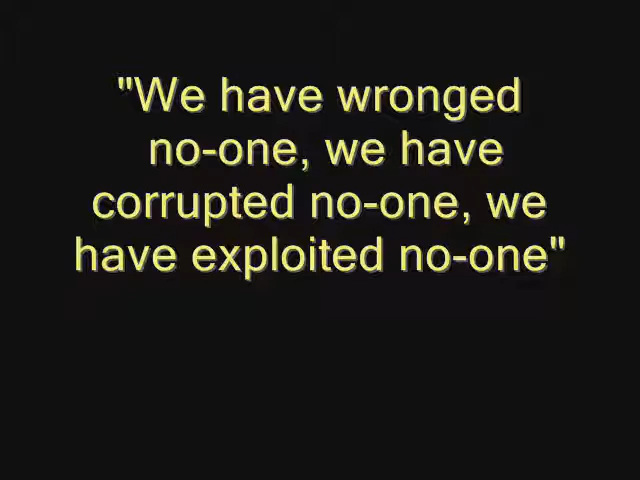 "We have wronged
no-one, we have
corrupted no-one, we
have exploited no-one"